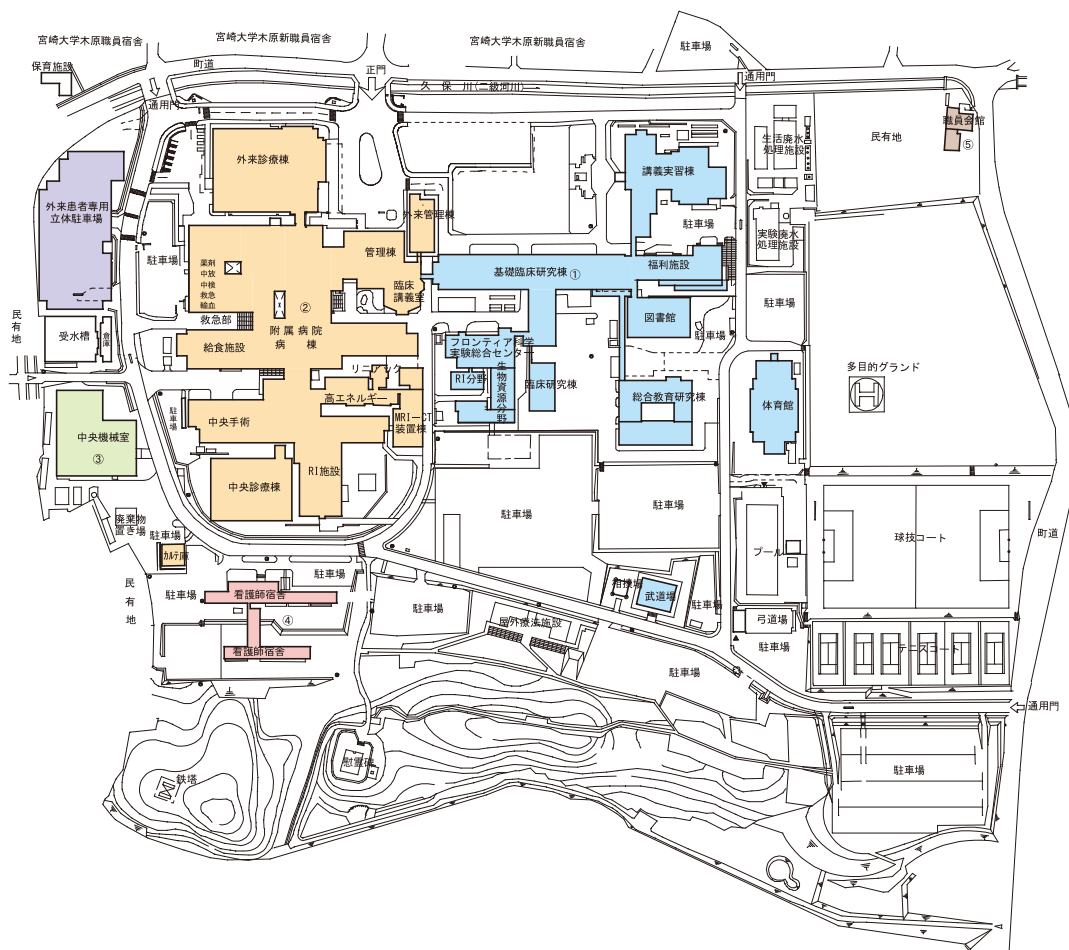 宮崎大学木原職員宿舎
宮崎大学木原新職員宿舎
宮崎大学木原新職員宿舎
駐車場
保育施設
町道
正門
通用門
久保川(二級河川)
通用門
職員会館
⑤
民有地
生活廃水
処理施設
外来診療棟
講義実習棟
外来患者専用
立体駐車場
外来管理棟
駐車場
実験廃水
処理施設
管理棟
駐車場
薬剤
中放
中検
救急
輸血
基礎臨床研究棟
①
福利施設
臨床
講義室
駐車場
②
図書館
民
有
地
受水槽
倉
庫
救急部
附属病院
病棟
給食施設
フロンティア科学
実験総合センター
駐車場
リニアック
RI分野
生
物
資
源
分
野
臨床研究棟
多目的グランド
H
高エネルギー
総合教育研究棟
体育館
駐
車
場
中央手術
MRI-CT
装置棟
中央機械室
③
RI施設
中央診療棟
駐車場
駐車場
球技コート
町道
廃棄物
置き場
駐車場
カルテ庫
プール
民
有
地
駐車場
駐車場
看護師宿舎
④
駐車場
相撲場
武道場
駐車場
屋外療法施設
弓道場
看護師宿舎
駐車場
テニスコート
駐車場
通用門
慰霊碑
鉄塔
駐車場